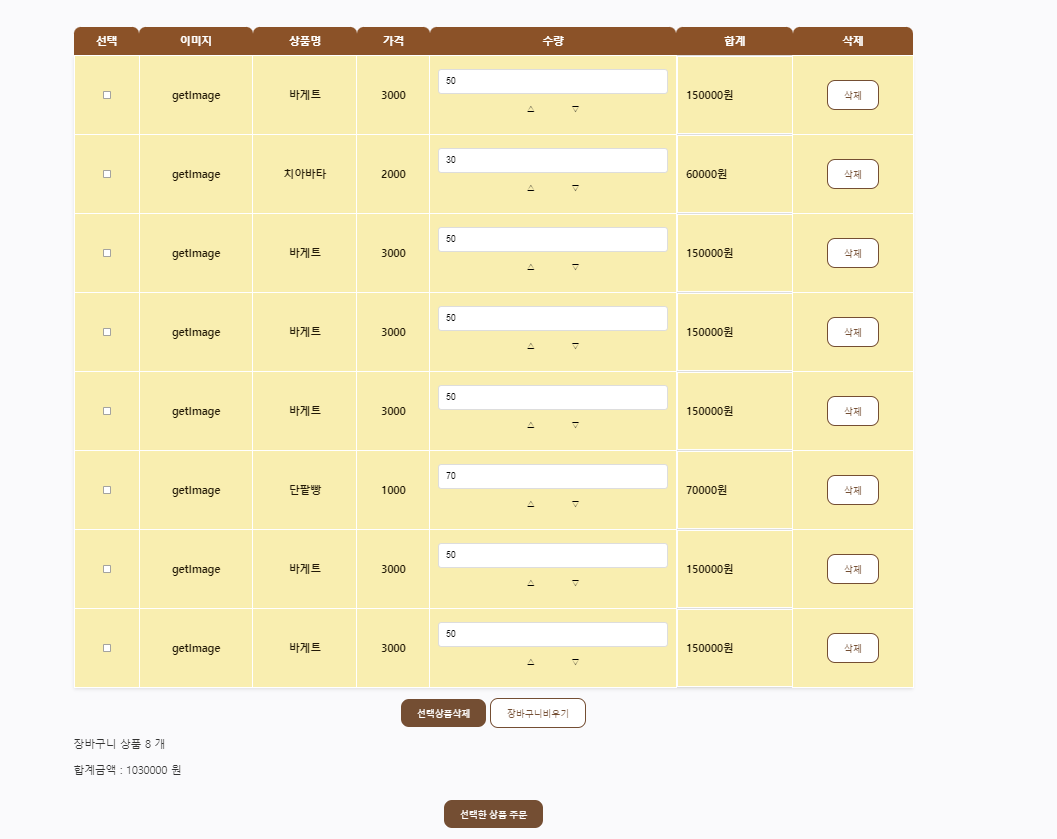 선택 이미지 상품명 가격 수량 합계 삭제
50
getImage 바게트 3000 150000원 삭제
△ ▽
30
getImage 치아바타 2000 60000원 삭제
△ ▽
50
getImage 바게트 3000 150000원 삭제
△ ▽
50
getImage 바게트 3000 150000원 삭제
△ ▽
50
getImage 바게트 3000 150000원 삭제
△ ▽
70
getImage 단팥빵 1000 70000원 삭제
△ ▽
50
getImage 바게트 3000 150000원 삭제
△ ▽
50
getImage 바게트 3000 150000원 삭제
△ ▽
선택상품삭제 장바구니비우기
장바구니 상품 8 개
합계금액 : 1030000 원
선택한 상품 주문